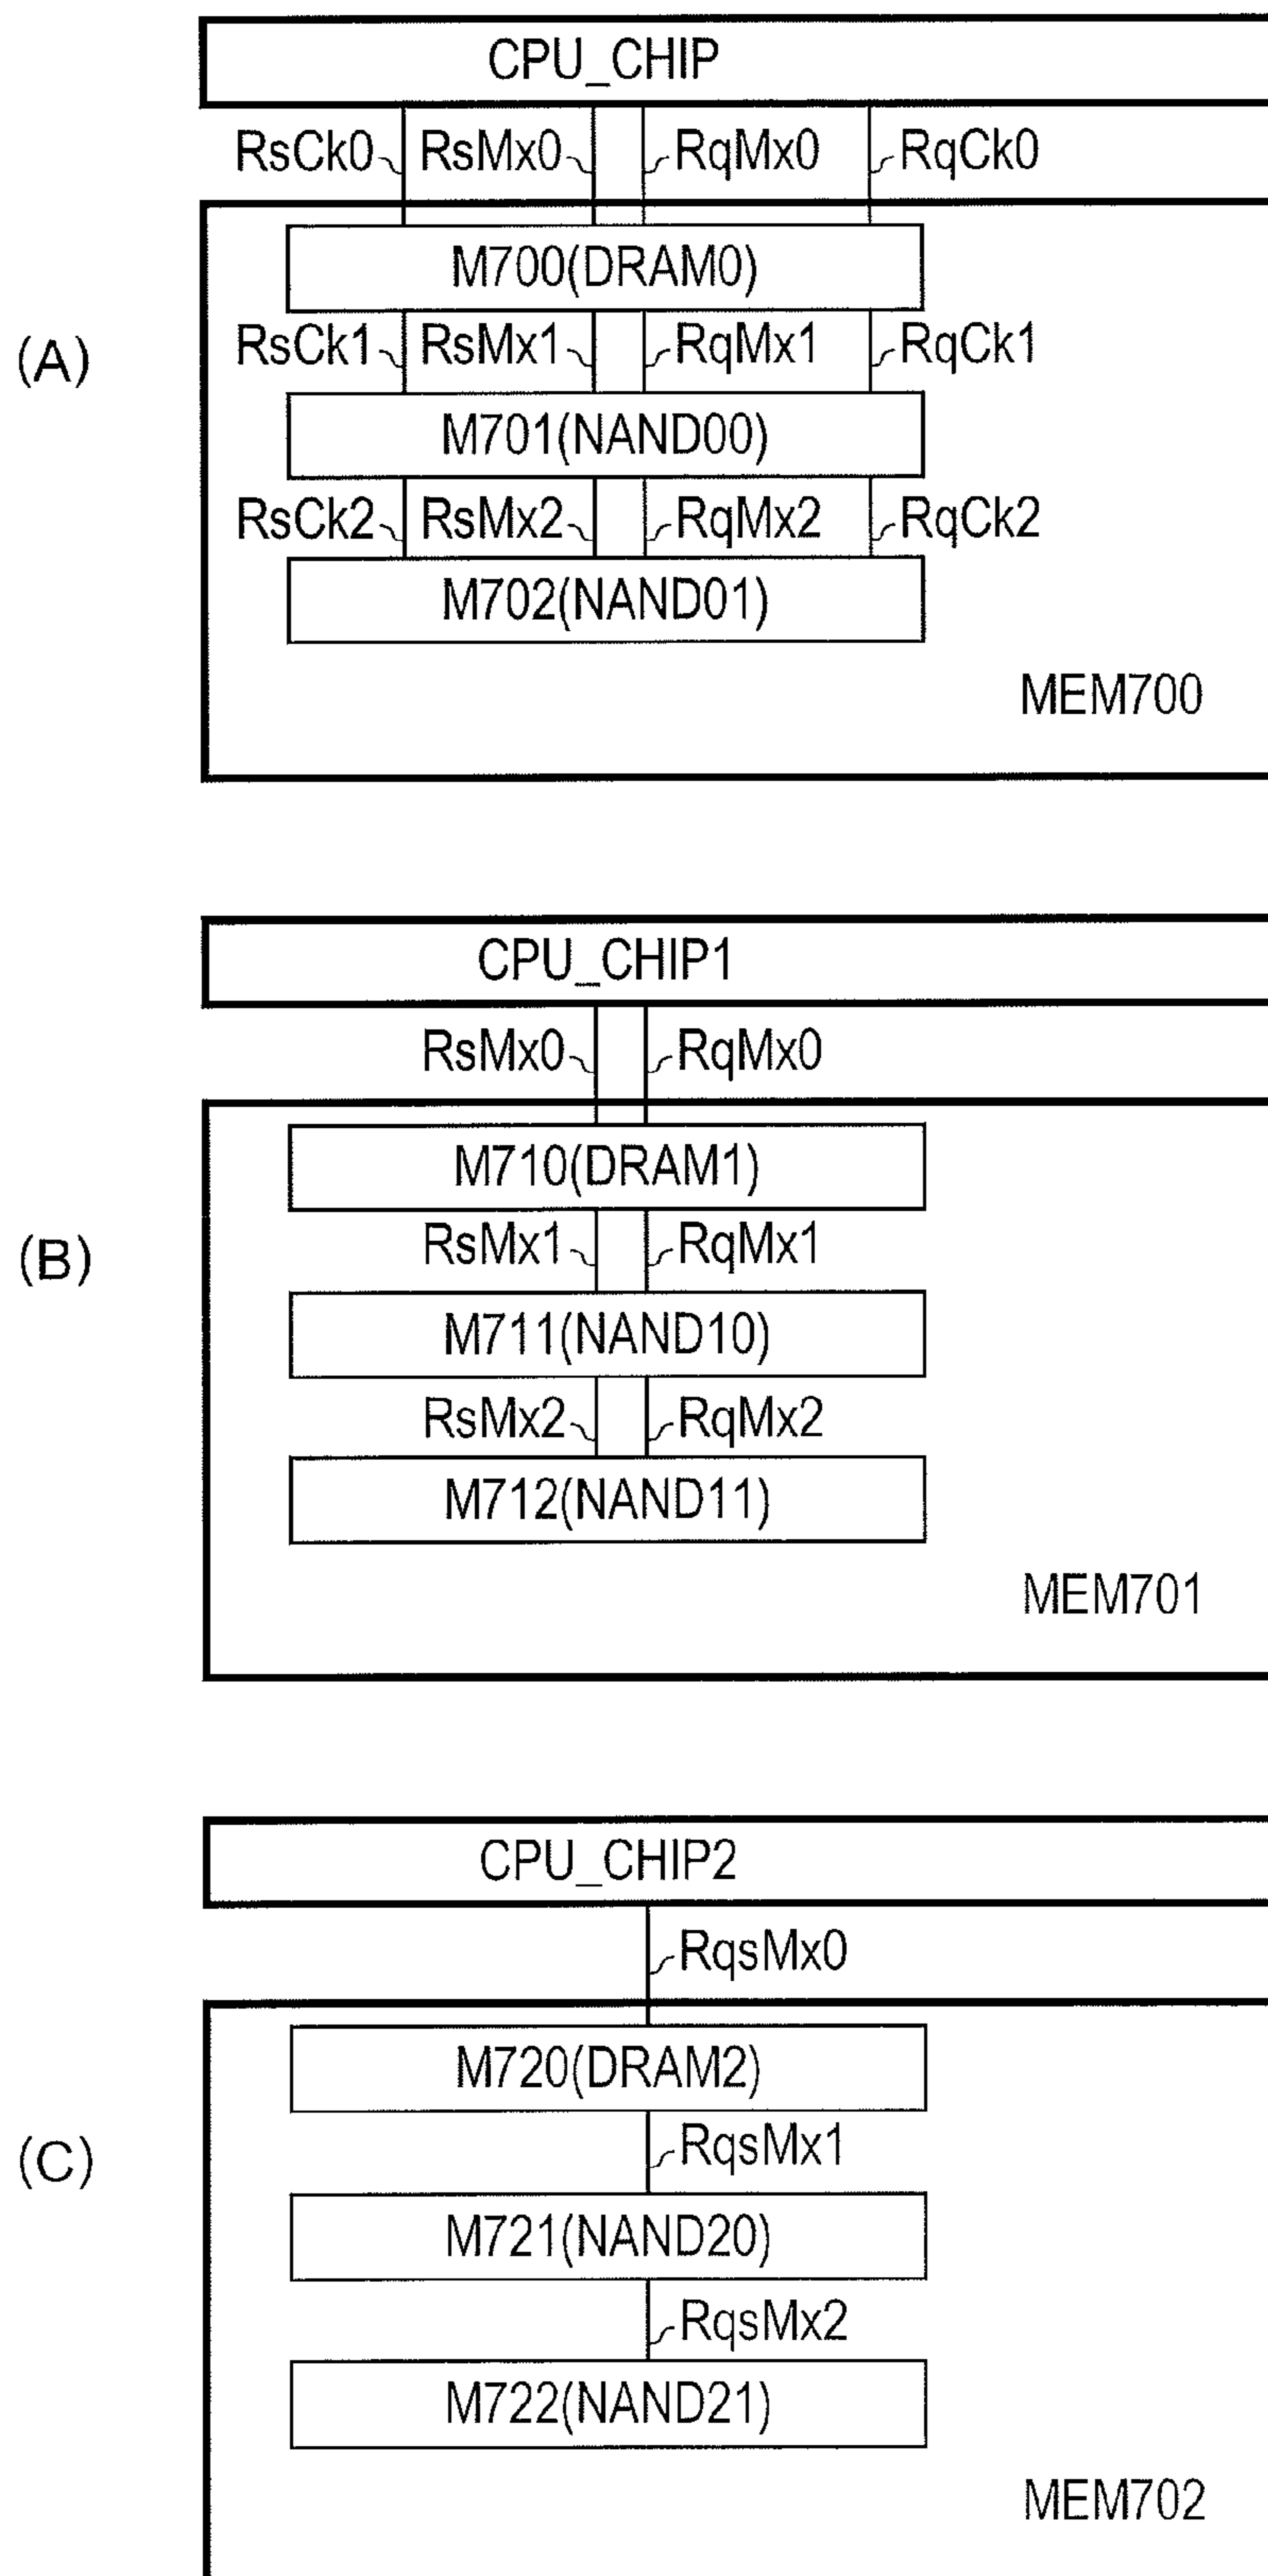 CPU_CHIP
RsCk0 RsMx0 RqMx0 RqCk0
M700(DRAM0)
(A)
RsCk1 RsMx1 RqMx1 RqCk1
M701(NAND00)
RsCk2 RsMx2 RqMx2 RqCk2
M702(NAND01)
MEM700
CPU_CHIP1
RsMx0 RqMx0
M710(DRAM1)
(B)
RsMx1 RqMx1
M711(NAND10)
RsMx2 RqMx2
M712(NAND11)
MEM701
CPU_CHIP2
RqsMx0
M720(DRAM2)
(C)
RqsMx1
M721(NAND20)
RqsMx2
M722(NAND21)
MEM702